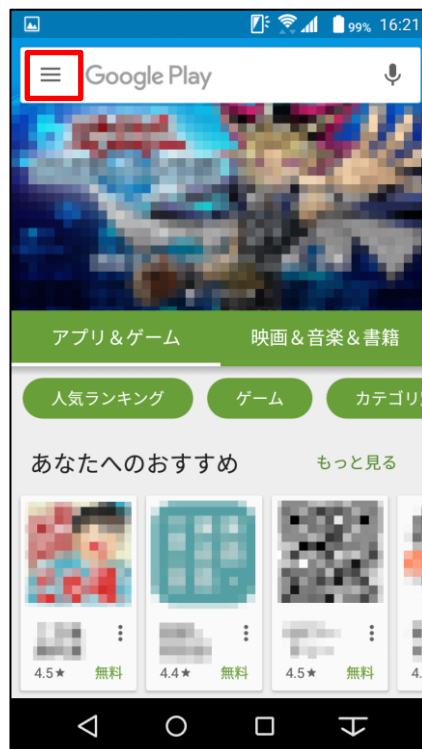 99% 16:21
Google Play
アプリ＆ゲーム 映画＆音楽＆書籍
人気ランキング ゲーム カテゴリ
あなたへのおすすめ もっと見る
4.5★ 無料 4.4★ 無料 4.5★ 無料 4.